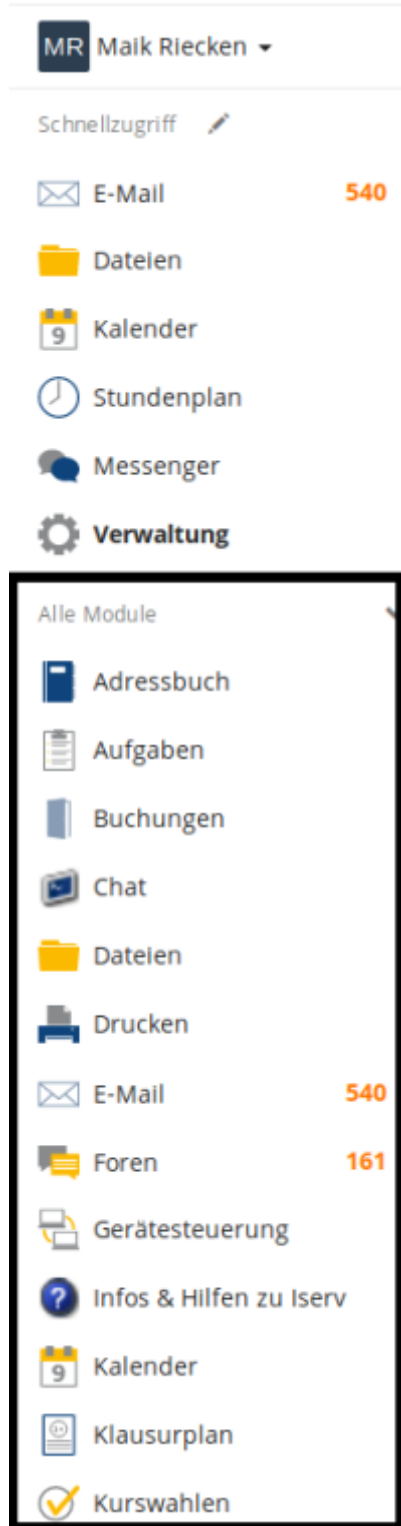 MR Maik Riecken
Schnellzugriff
E-Mail 540
Dateien
9 Kalender
Stundenplan
Messenger
Verwaltung
Alle Module
Adressbuch
Aufgaben
Buchungen
Chat
Dateien
Drucken
E-Mail 540
Foren 161
Gerätesteuerung
? Infos & Hilfen zu Iserv
9 Kalender
Klausurplan
Kurswahlen